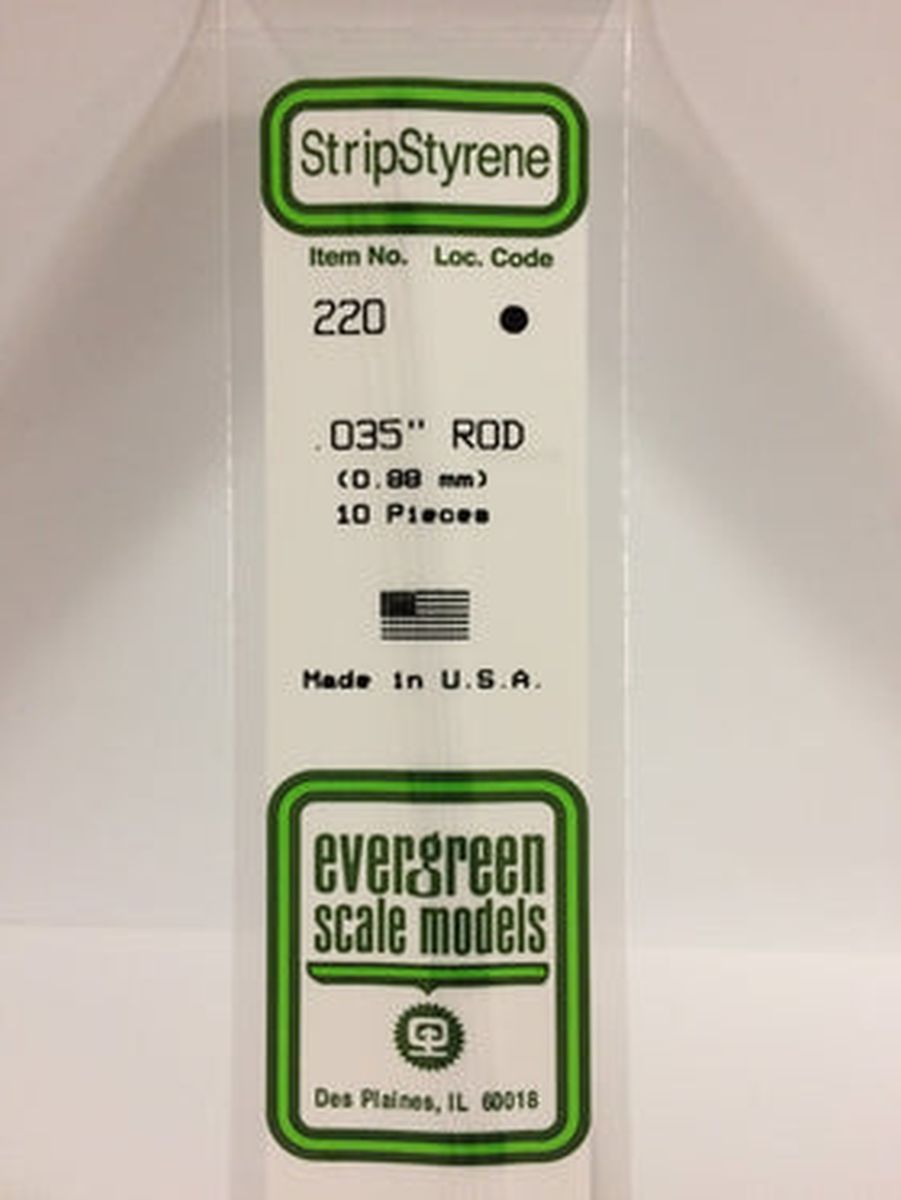 StripStyrene
Item No. Loc. Code
220
.035" ROD
(0.88 mm)
10 Pieces
Made in U.S.A.
evergreen
scale models
Des Plaines, IL 60018